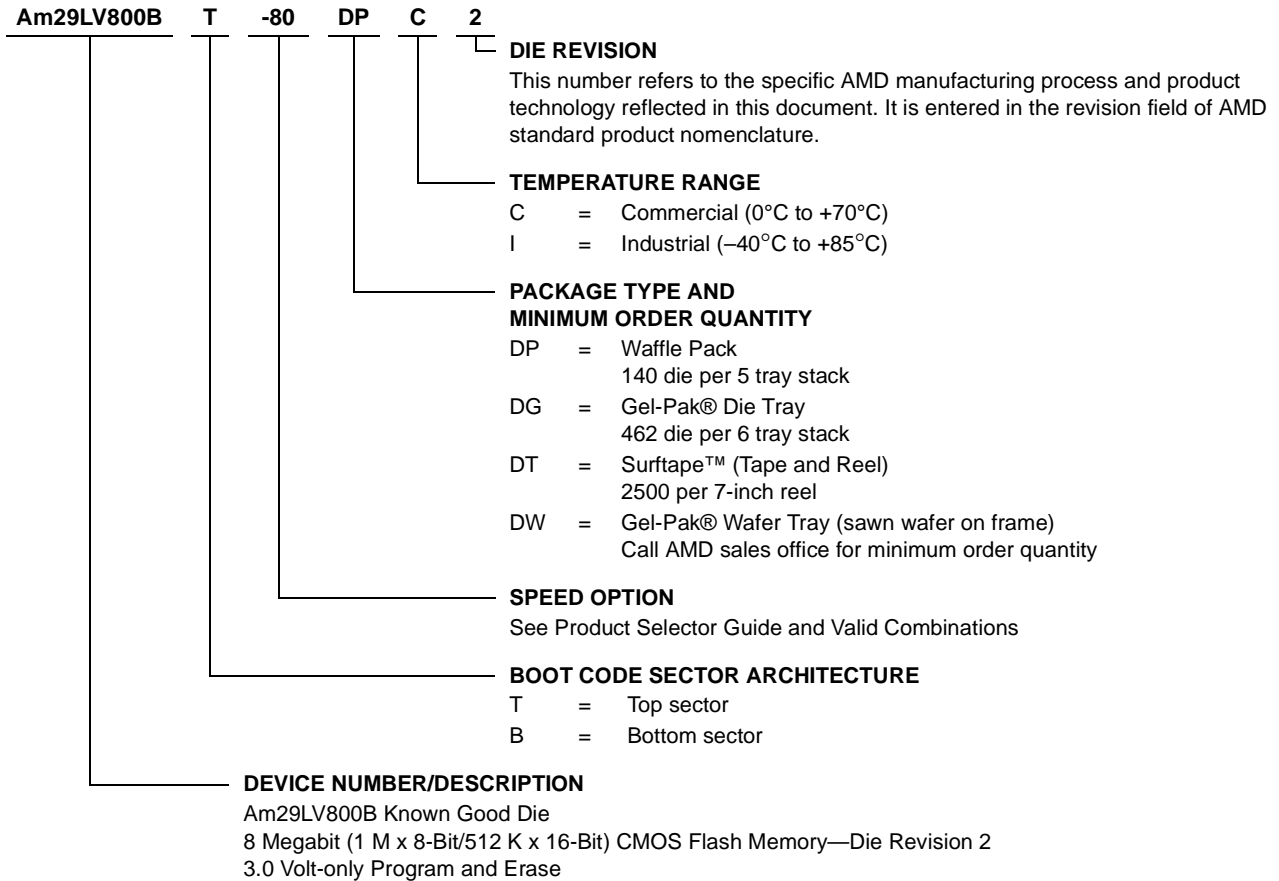 Am29LV800B T -80 DP C 2
DIE REVISION
This number refers to the specific AMD manufacturing process and product
technology reflected in this document. It is entered in the revision field of AMD
standard product nomenclature.
TEMPERATURE RANGE
C = Commercial (0°C to +70°C)
I = Industrial (–40°C to +85°C)
PACKAGE TYPE AND
MINIMUM ORDER QUANTITY
DP = Waffle Pack
140 die per 5 tray stack
DG = Gel-Pak® Die Tray
462 die per 6 tray stack
DT = Surftape™ (Tape and Reel)
2500 per 7-inch reel
DW = Gel-Pak® Wafer Tray (sawn wafer on frame)
Call AMD sales office for minimum order quantity
SPEED OPTION
See Product Selector Guide and Valid Combinations
BOOT CODE SECTOR ARCHITECTURE
T = Top sector
B = Bottom sector
DEVICE NUMBER/DESCRIPTION
Am29LV800B Known Good Die
8 Megabit (1 M x 8-Bit/512 K x 16-Bit) CMOS Flash Memory—Die Revision 2
3.0 Volt-only Program and Erase